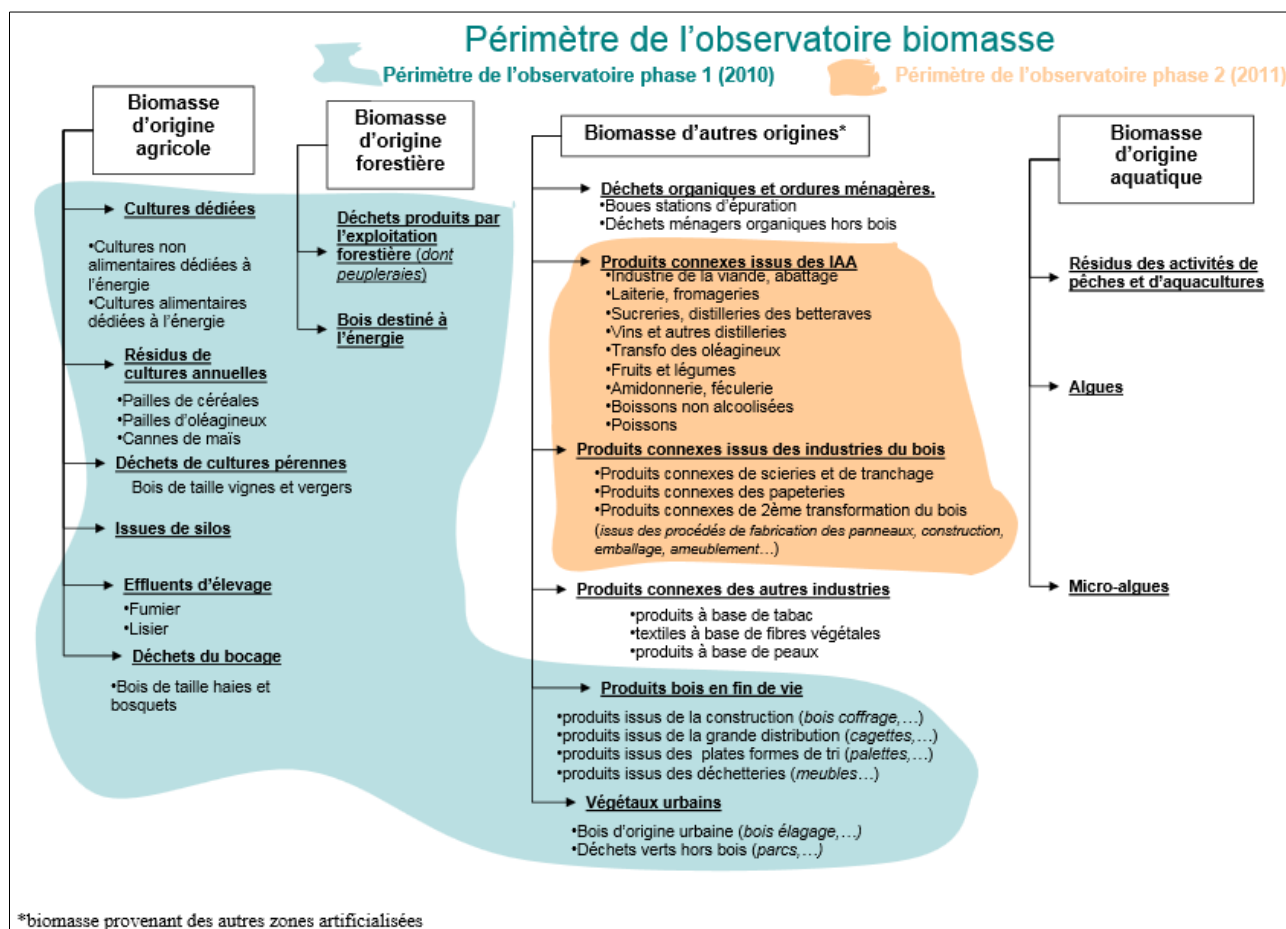 Périmètre de l'observatoire biomasse
Périmètre de l'observatoire phase 1 (2010)
Périmètre de l'observatoire phase 2 (2011)
Biomasse
d'origine
agricole
Cultures dédiées
•Cultures non
alimentaires dédiées à
l'énergie
•Cultures alimentaires
dédiées à l'énergie
Résidus de
cultures annuelles
•Pailles de céréales
•Pailles d'oléagineux
•Cannes de maïs
Déchets de cultures pérennes
Bois de taille vignes et vergers
Issues de silos
Effluents d'élevage
•Fumier
•Lisier
Déchets du bocage
•Bois de taille haies et
bosquets
Biomasse
d'origine
forestière
Déchets produits par
l'exploitation
forestière (dont
peupleraies)
Bois destiné à
l'énergie
Biomasse d'autres origines*
Déchets organiques et ordures ménagères.
•Boues stations d'épuration
•Déchets ménagers organiques hors bois
Produits connexes issus des IAA
•Industrie de la viande, abattage
•Laiterie, fromageries
•Sucreries, distilleries des betteraves
•Vins et autres distilleries
•Transfo des oléagineux
•Fruits et légumes
•Amidonnerie, féculerie
•Boissons non alcoolisées
•Poissons
Produits connexes issus des industries du bois
•Produits connexes de scieries et de tranchage
•Produits connexes des papeteries
•Produits connexes de 2ème transformation du bois
(issus des procédés de fabrication des panneaux, construction,
emballage, ameublement…)
Produits connexes des autres industries
•produits à base de tabac
•textiles à base de fibres végétales
•produits à base de peaux
Produits bois en fin de vie
•produits issus de la construction (bois coffrage,…)
•produits issus de la grande distribution (cagettes,…)
•produits issus des plates formes de tri (palettes,…)
•produits issus des déchetteries (meubles…)
Végétaux urbains
•Bois d'origine urbaine (bois élagage,…)
•Déchets verts hors bois (parcs,…)
Biomasse
d'origine
aquatique
Résidus des activités de
pêches et d'aquacultures
Algues
Micro-algues
*biomasse provenant des autres zones artificialisées